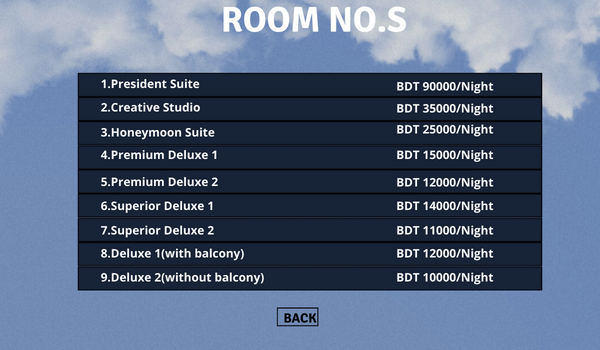 ROOM NO.S
1.President Suite BDT 90000/Night
2.Creative Studio BDT 35000/Night
3.Honeymoon Suite BDT 25000/Night
4.Premium Deluxe 1 BDT 15000/Night
5.Premium Deluxe 2 BDT 12000/Night
6.Superior Deluxe 1 BDT 14000/Night
7.Superior Deluxe 2 BDT 11000/Night
8.Deluxe 1(with balcony) BDT 12000/Night
9.Deluxe 2(without balcony) BDT 10000/Night
BACK